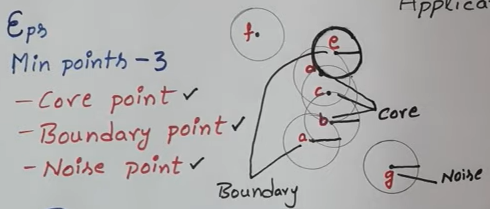 Applica
Eps
Min points - 3
- Core point ✓
- Boundary point ✓
- Noise point ✓
f.
e
d
c
b
a
Core
g
Noise
Boundary